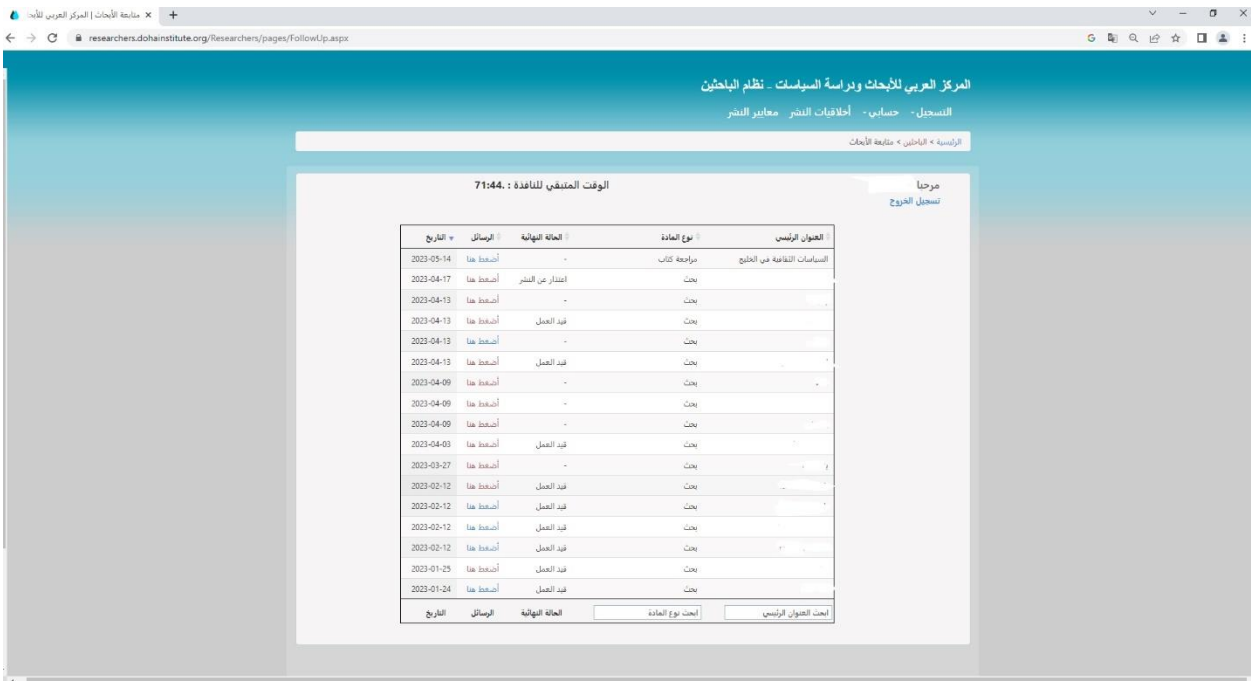 متابعة الأبحاث | المركز العربي للأبح
researchers.dohainstitute.org/Researchers/pages/FollowUp.aspx
المركز العربي للأبحاث ودراسة السياسات - نظام الباحثين
التسجيل - حسابي - أخلاقيات النشر معايير النشر
الرئيسية > الباحثين > متابعة الأبحاث
مرحبا الوقت المتبقي للنافذة : .71:44
تسجيل الخروج
العنوان الرئيسي نوع المادة الحالة النهائية الرسائل التاريخ
السياسات الثقافية في الخليج مراجعة كتاب - أضغط هنا 2023-05-14
بحث اعتذار عن النشر أضغط هنا 2023-04-17
بحث - أضغط هنا 2023-04-13
بحث قيد العمل أضغط هنا 2023-04-13
بحث - أضغط هنا 2023-04-13
بحث قيد العمل أضغط هنا 2023-04-13
بحث - أضغط هنا 2023-04-09
بحث - أضغط هنا 2023-04-09
بحث - أضغط هنا 2023-04-09
بحث قيد العمل أضغط هنا 2023-04-03
بحث - أضغط هنا 2023-03-27
بحث قيد العمل أضغط هنا 2023-02-12
بحث قيد العمل أضغط هنا 2023-02-12
بحث قيد العمل أضغط هنا 2023-02-12
بحث قيد العمل أضغط هنا 2023-02-12
بحث قيد العمل أضغط هنا 2023-01-25
بحث قيد العمل أضغط هنا 2023-01-24
ابحث العنوان الرئيسي ابحث نوع المادة الحالة النهائية الرسائل التاريخ